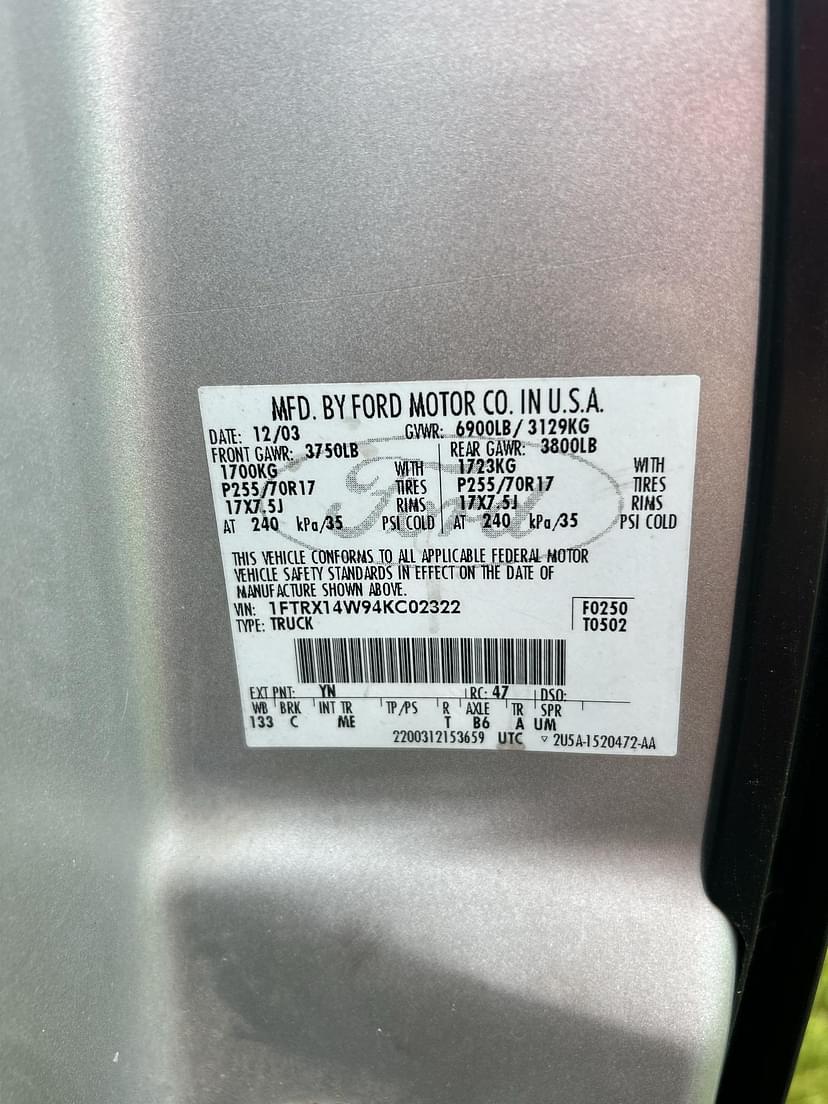 MFD. BY FORD MOTOR CO. IN U.S.A.
DATE: 12/03 GVWR: 6900LB/ 3129KG
FRONT GAWR: 3750LB REAR GAWR: 3800LB
1700KG WITH 1723KG WITH
P255/70R17 TIRES P255/70R17 TIRES
17X7.5J RIMS 17X7.5J RIMS
AT 240 kPa/35 PSI COLD AT 240 kPa/35 PSI COLD
Ford
THIS VEHICLE CONFORMS TO ALL APPLICABLE FEDERAL MOTOR
VEHICLE SAFETY STANDARDS IN EFFECT ON THE DATE OF
MANUFACTURE SHOWN ABOVE.
VIN: 1FTRX14W94KC02322 F0250
TYPE: TRUCK T0502
EXT PNT: YN RC: 47 DSO:
WB BRK INT TR TP/PS R AXLE TR SPR
133 C ME T B6 A UM
2200312153659 UTC ▽ 2U5A-1520472-AA